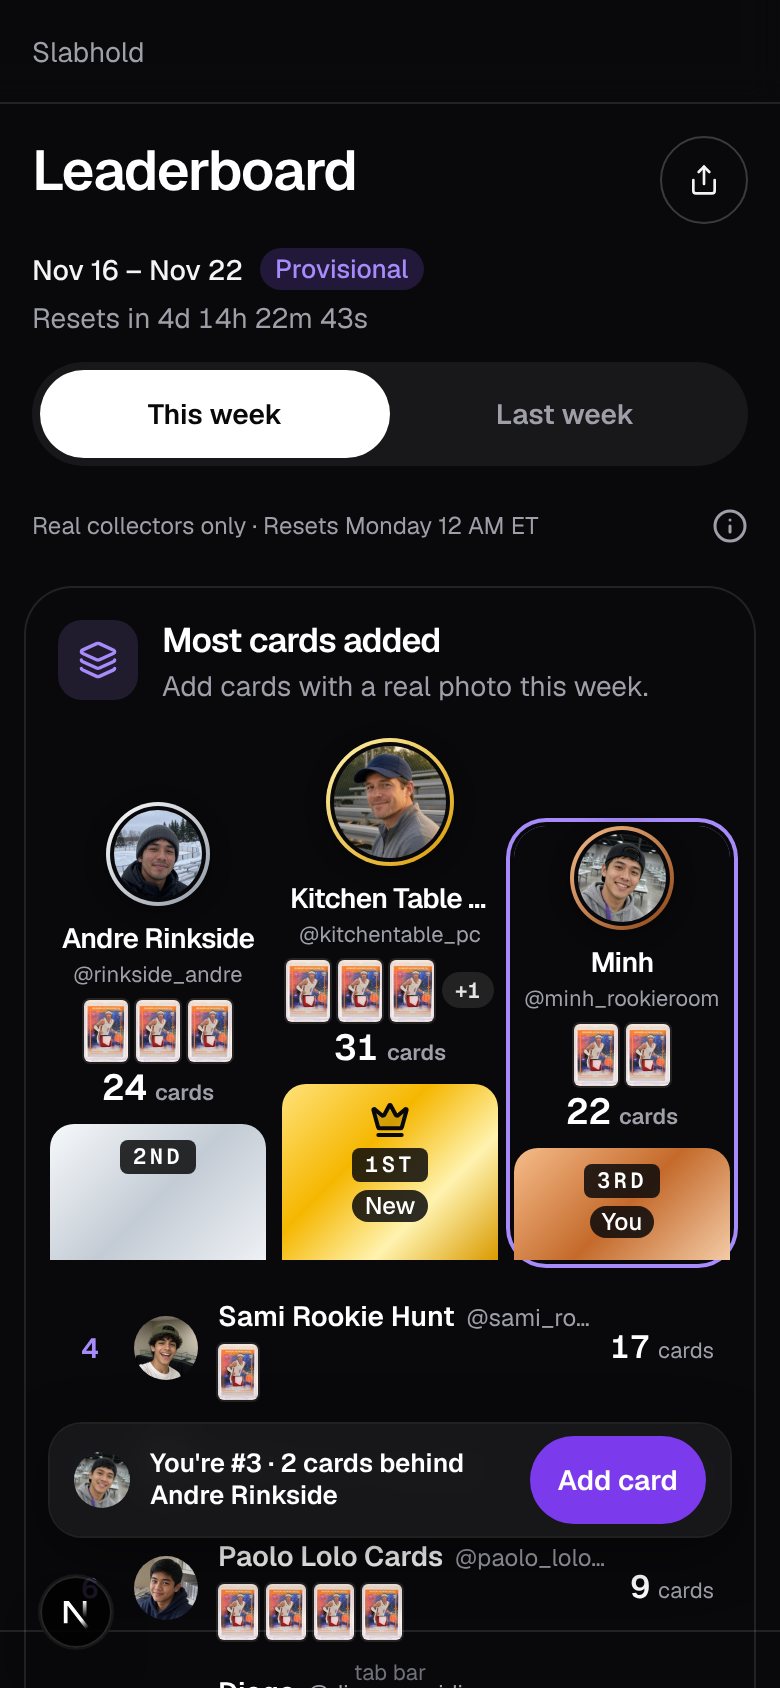 Slabhold
Leaderboard
Nov 16 – Nov 22 Provisional
Resets in 4d 14h 22m 43s
This week Last week
Real collectors only · Resets Monday 12 AM ET
Most cards added
Add cards with a real photo this week.
Andre Rinkside
@rinkside_andre
24 cards
2ND
Kitchen Table ...
@kitchentable_pc
+1
31 cards
1ST
New
Minh
@minh_rookieroom
22 cards
3RD
You
4 Sami Rookie Hunt @sami_ro... 17 cards
You're #3 · 2 cards behind
Andre Rinkside
Add card
6 Paolo Lolo Cards @paolo_lolo... 9 cards
N
tab bar